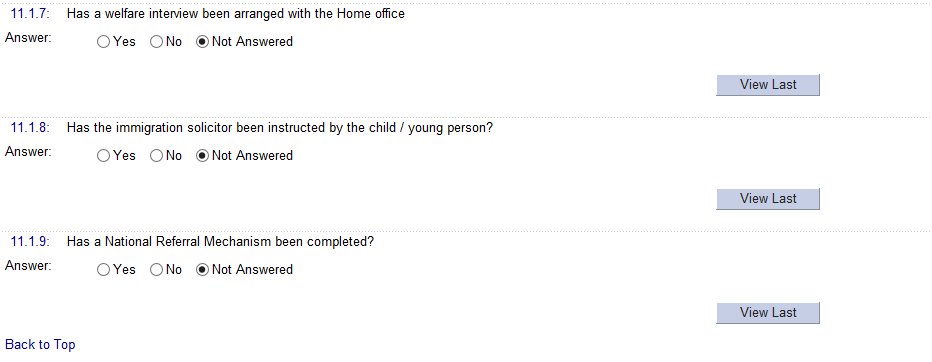 11.1.7: Has a welfare interview been arranged with the Home office
Answer: Yes No Not Answered
View Last
11.1.8: Has the immigration solicitor been instructed by the child / young person?
Answer: Yes No Not Answered
View Last
11.1.9: Has a National Referral Mechanism been completed?
Answer: Yes No Not Answered
View Last
Back to Top